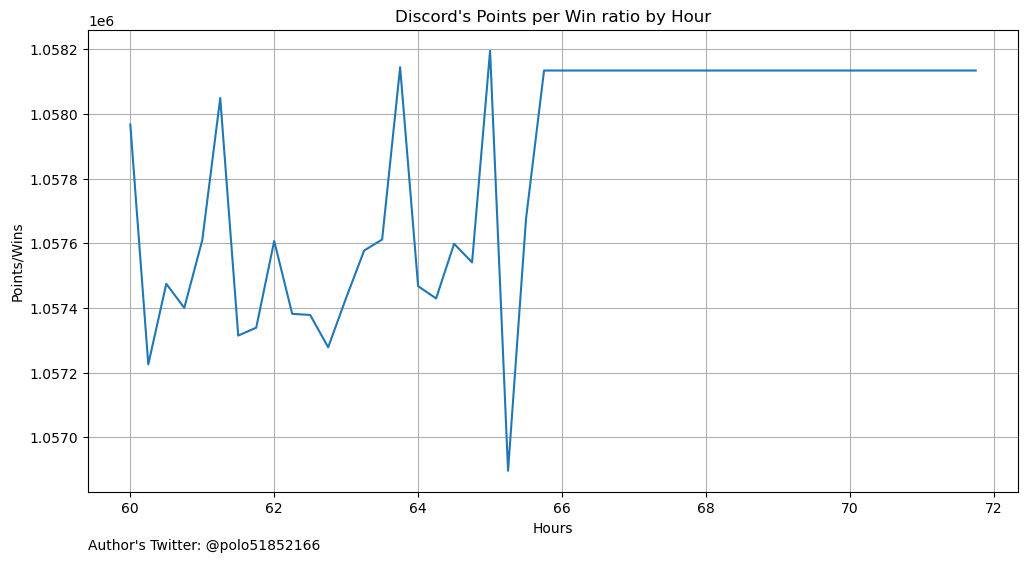 Discord's Points per Win ratio by Hour
1e6
1.0582
1.0580
1.0578
1.0576
1.0574
1.0572
1.0570
Points/Wins
60 62 64 66 68 70 72
Hours
Author's Twitter: @polo51852166